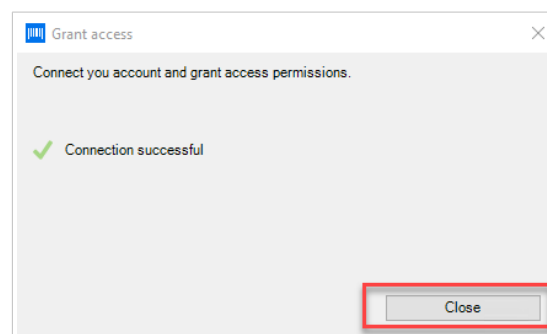 Grant access
Connect you account and grant access permissions.
Connection successful
Close